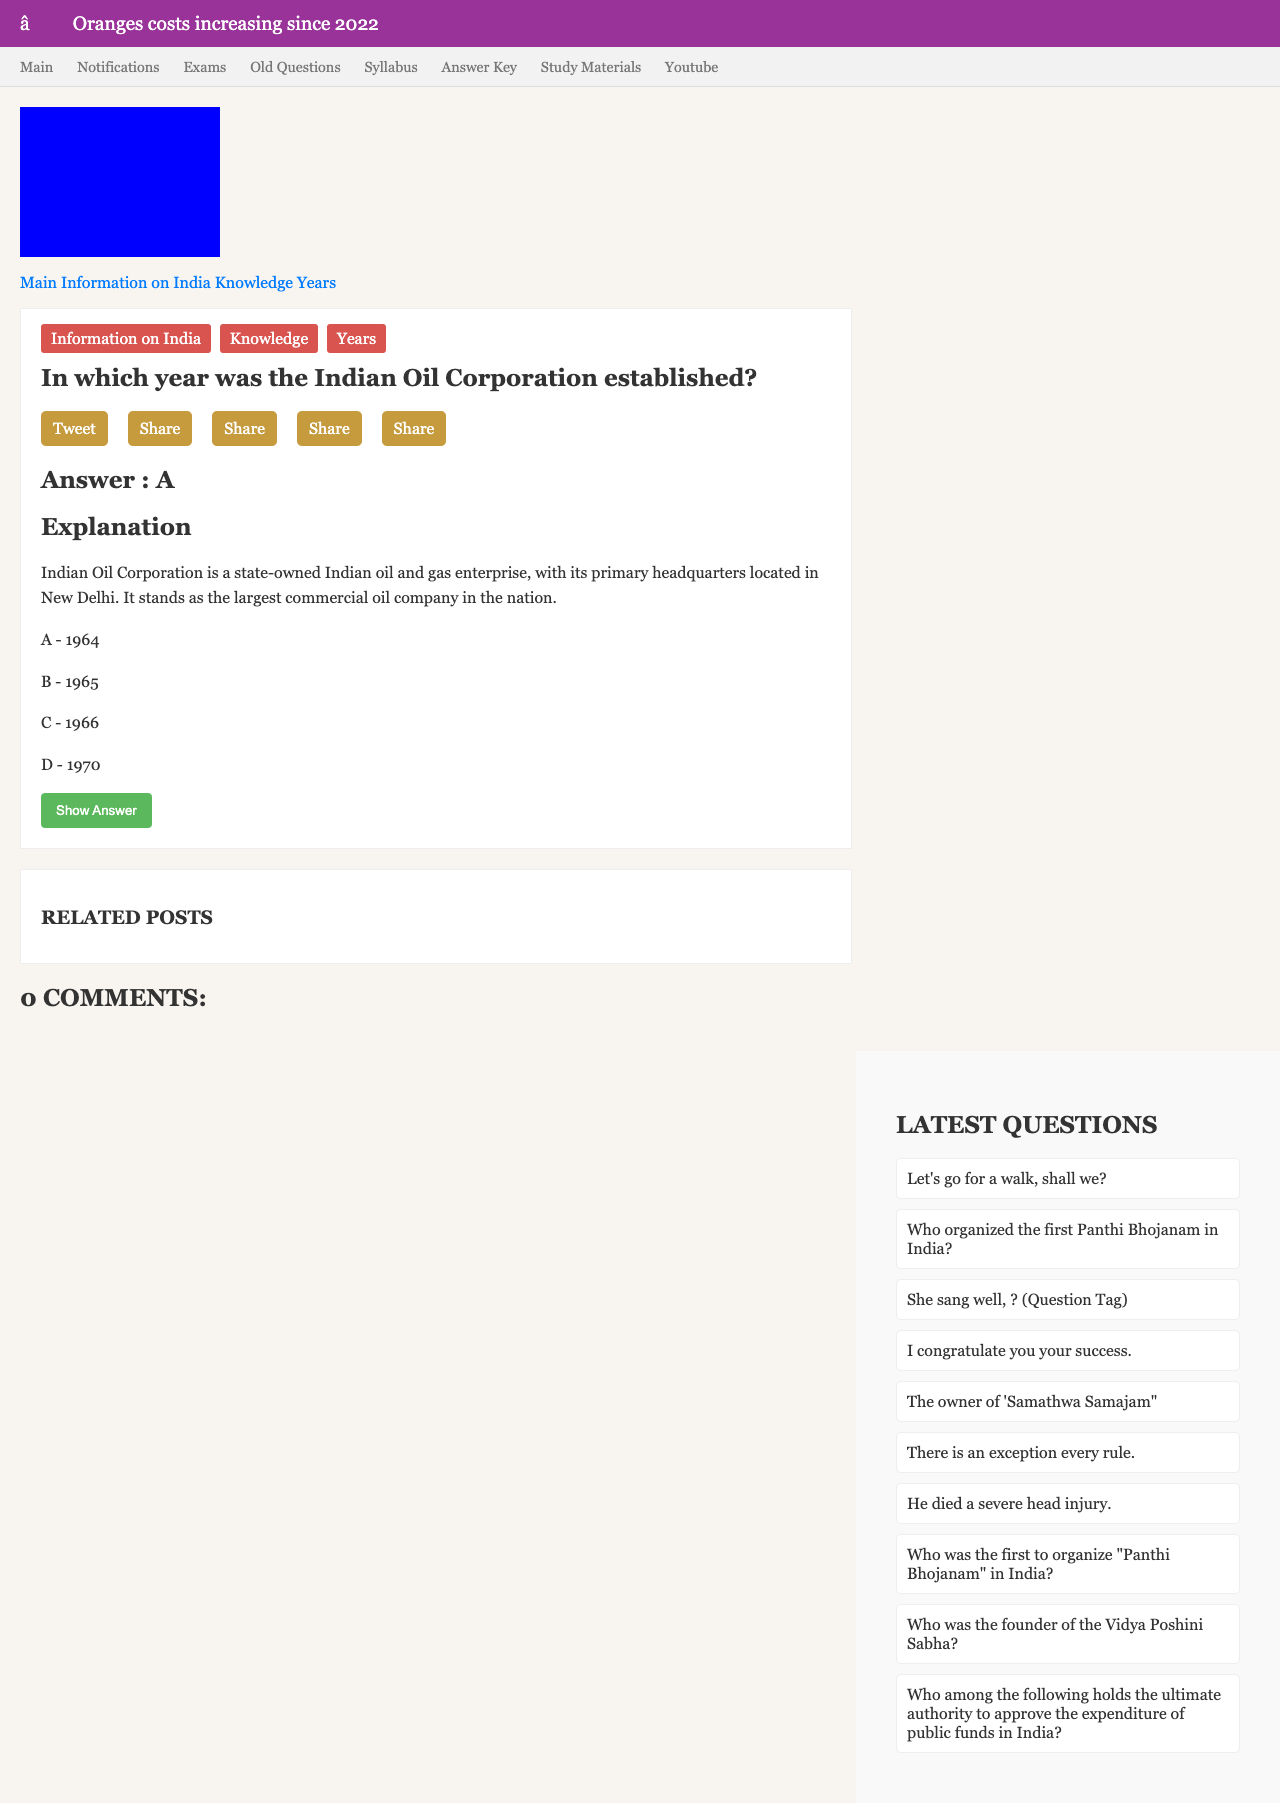 â Oranges costs increasing since 2022
Main Notifications Exams Old Questions Syllabus Answer Key Study Materials Youtube
Main Information on India Knowledge Years
Information on India Knowledge Years
In which year was the Indian Oil Corporation established?
Tweet Share Share Share Share
Answer : A
Explanation
Indian Oil Corporation is a state-owned Indian oil and gas enterprise, with its primary headquarters located in
New Delhi. It stands as the largest commercial oil company in the nation.
A - 1964
B - 1965
C - 1966
D - 1970
Show Answer
RELATED POSTS
0 COMMENTS:
LATEST QUESTIONS
Let's go for a walk, shall we?
Who organized the first Panthi Bhojanam in
India?
She sang well, ? (Question Tag)
I congratulate you your success.
The owner of 'Samathwa Samajam"
There is an exception every rule.
He died a severe head injury.
Who was the first to organize "Panthi
Bhojanam" in India?
Who was the founder of the Vidya Poshini
Sabha?
Who among the following holds the ultimate
authority to approve the expenditure of
public funds in India?